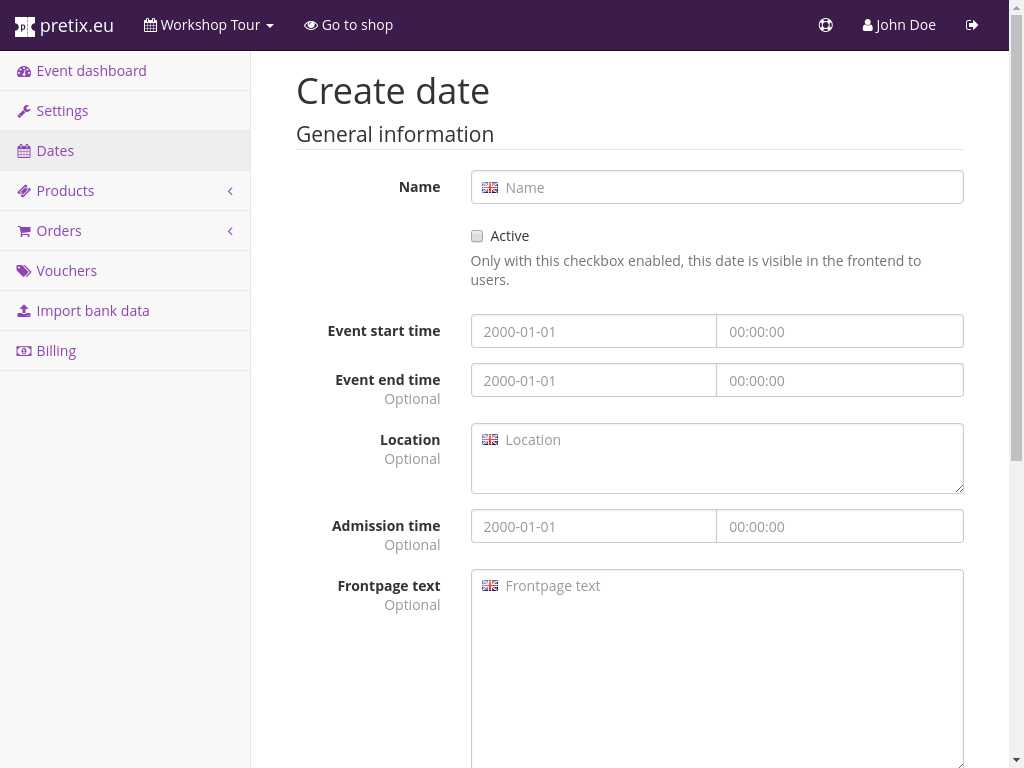 pretix.eu
Workshop Tour
Go to shop
John Doe
Event dashboard
Settings
Dates
Products
Orders
Vouchers
Import bank data
Billing
Create date
General information
Name
Name
Active
Only with this checkbox enabled, this date is visible in the frontend to
users.
Event start time
2000-01-01
00:00:00
Event end time
Optional
2000-01-01
00:00:00
Location
Optional
Location
Admission time
Optional
2000-01-01
00:00:00
Frontpage text
Optional
Frontpage text